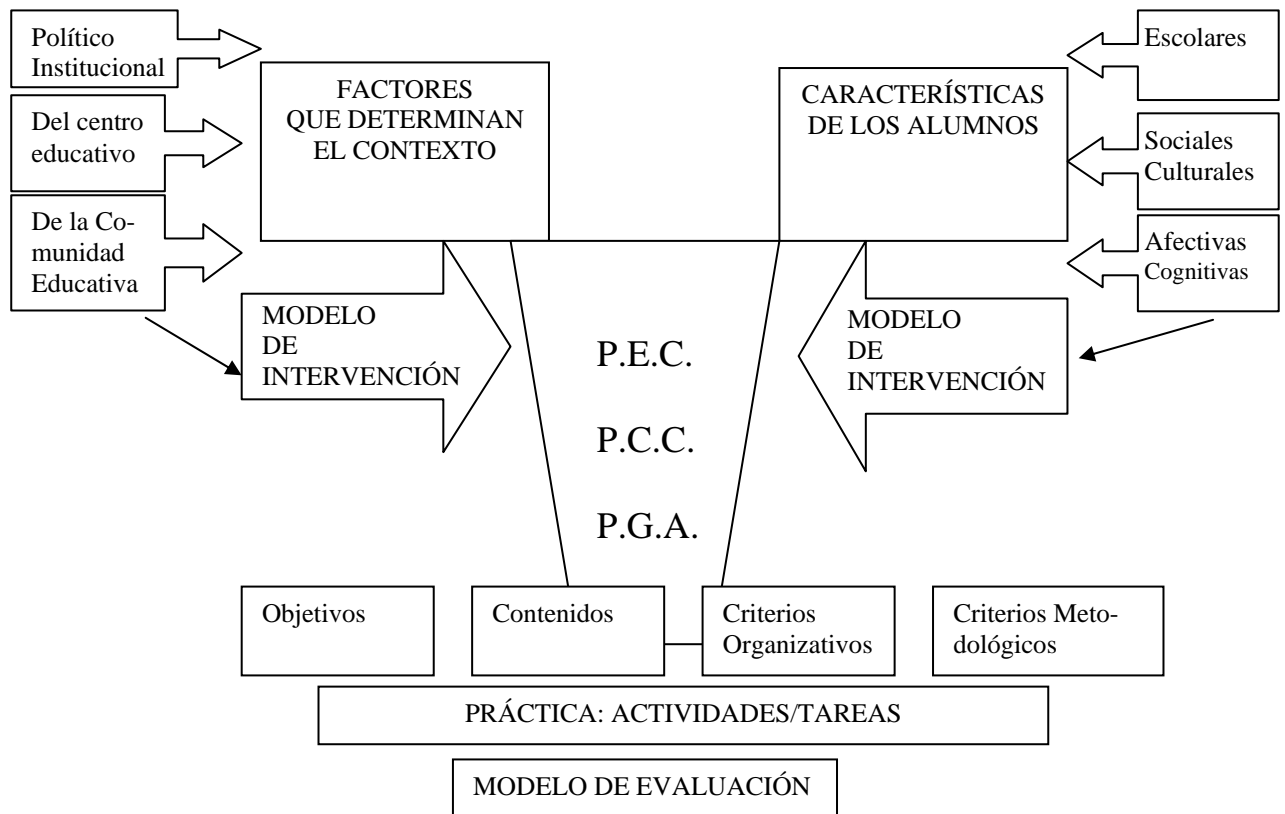 Político
Institucional
Del centro
educativo
De la Co-
munidad
Educativa
FACTORES
QUE DETERMINAN
EL CONTEXTO
CARACTERÍSTICAS
DE LOS ALUMNOS
Escolares
Sociales
Culturales
Afectivas
Cognitivas
MODELO
DE
INTERVENCIÓN
P.E.C.
P.C.C.
P.G.A.
MODELO
DE
INTERVENCIÓN
Objetivos
Contenidos
Criterios
Organizativos
Criterios Meto-
dológicos
PRÁCTICA: ACTIVIDADES/TAREAS
MODELO DE EVALUACIÓN